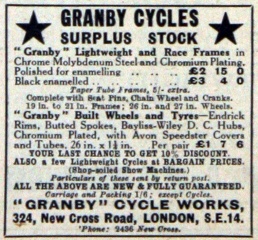 GRANBY CYCLES
SURPLUS STOCK
"Granby" Lightweight and Race Frames in
Chrome Molybdenum Steel and Chromium Plating.
Polished for enamelling .. .. £2 15 0
Black enamelled .. .. £3 4 0
Taper Tube Frames, 5/- extra.
Complete with Seat Pins, Chain Wheel and Cranks.
19 in. to 21 in. Frames; 26 in. and 27 in. Wheels.
"Granby" Built Wheels and Tyres—Endrick
Rims, Butted Spokes, Bayliss-Wiley D. C. Hubs,
Chromium Plated, with Avon Speedster Covers
and Tubes, 26 in. x 1¼ in. Per pair £1 7 6
YOUR LAST CHANCE TO GET 10% DISCOUNT.
ALSO a few Lightweight Cycles at BARGAIN PRICES.
(Shop-soiled Show Machines.)
Particulars of these sent by return post.
ALL THE ABOVE ARE NEW & FULLY GUARANTEED.
Carriage and Packing 1/6; except Cycles.
"GRANBY" CYCLE WORKS,
324, New Cross Road, LONDON, S.E.14.
'Phone: 2436 New Cross.